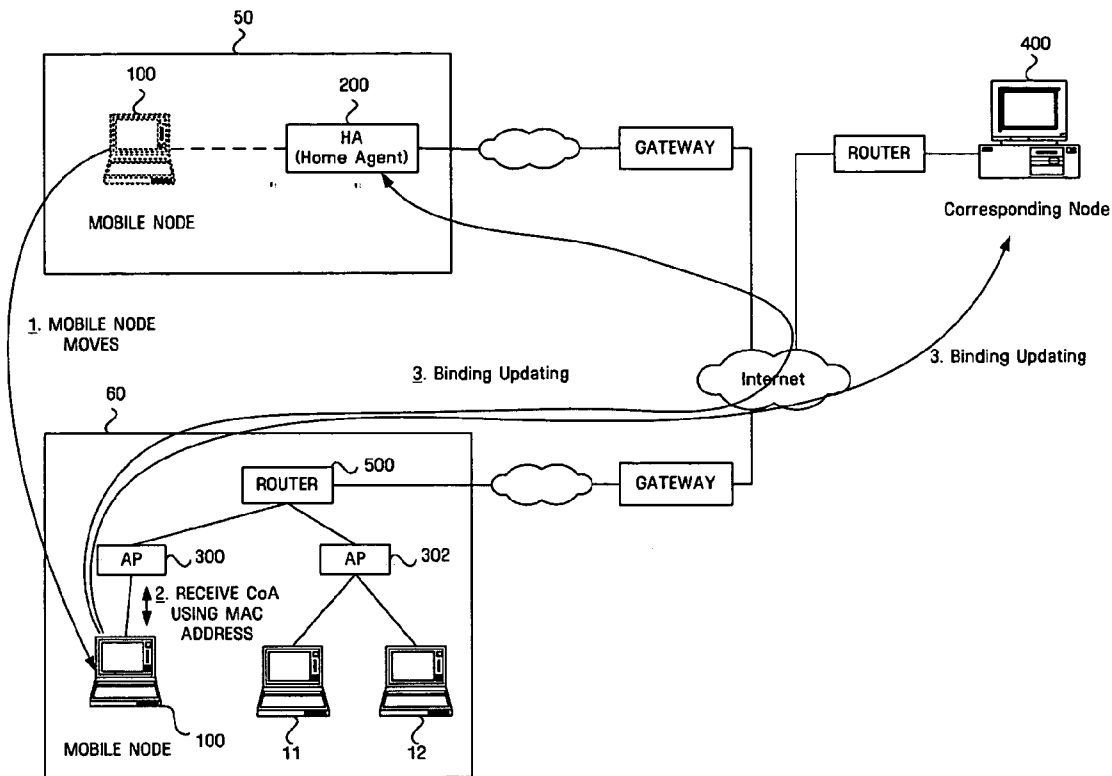 50
400
100
200
HA
(Home Agent)
GATEWAY
ROUTER
MOBILE NODE
Corresponding Node
1. MOBILE NODE
MOVES
3. Binding Updating
Internet
3. Binding Updating
60
500
ROUTER
GATEWAY
AP
300
AP
302
2. RECEIVE CoA
USING MAC
ADDRESS
100
MOBILE NODE
11
12